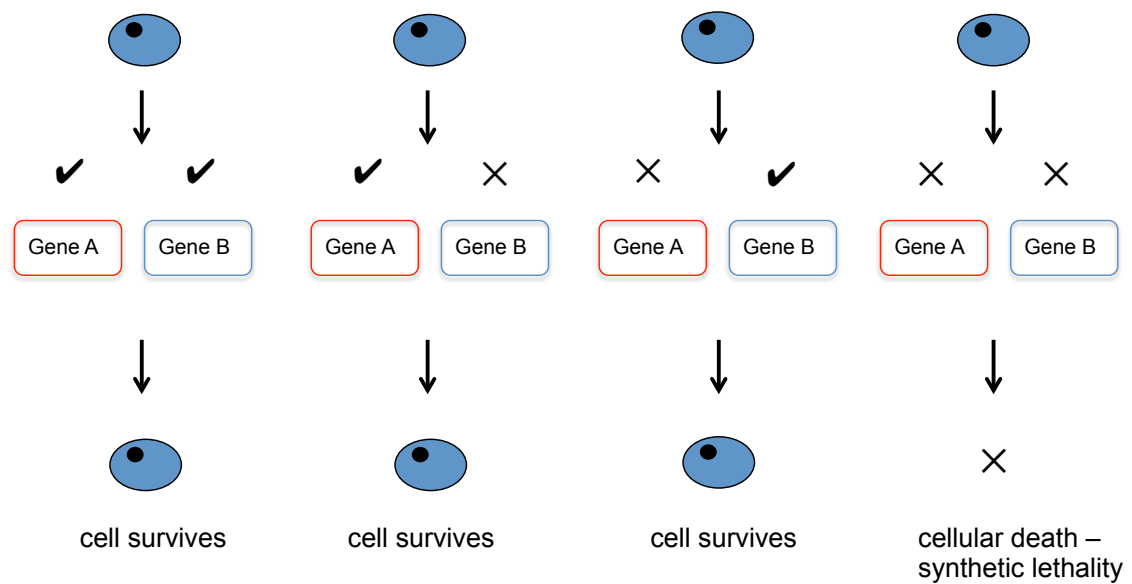 Gene A
Gene B
Gene A
Gene B
Gene A
Gene B
Gene A
Gene B
cell survives
cell survives
cell survives
cellular death –
synthetic lethality